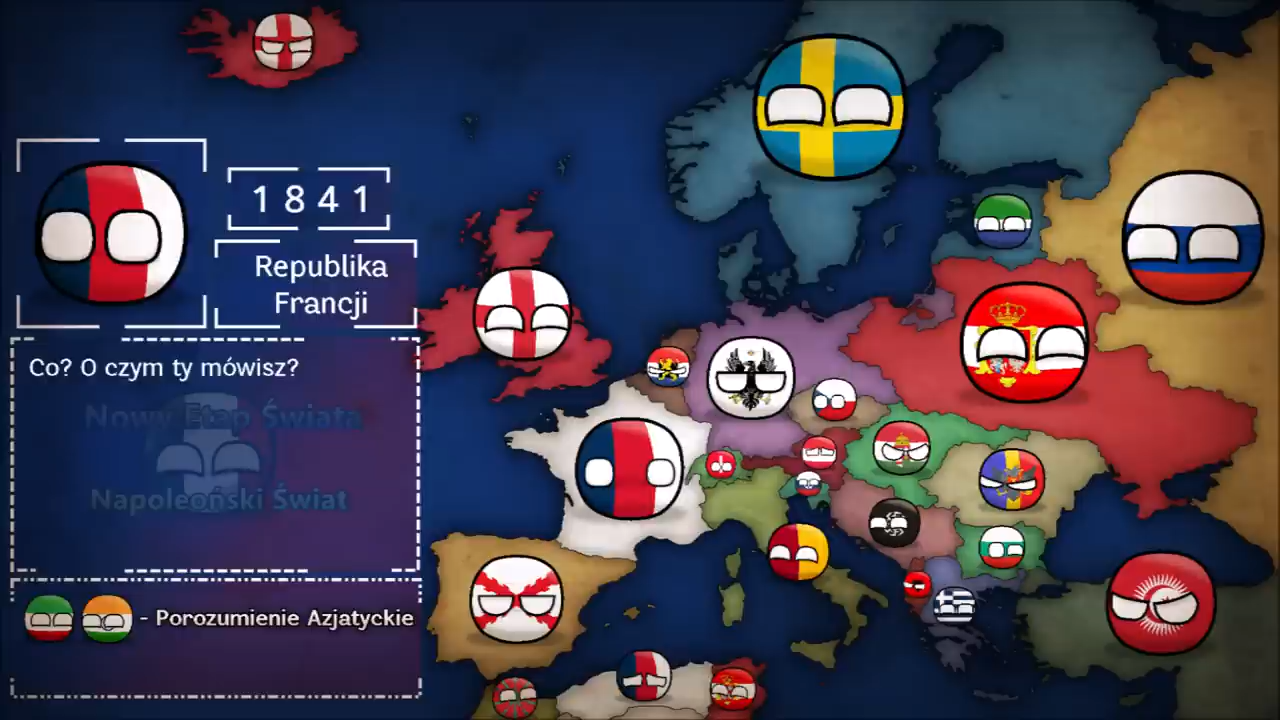 1841
Republika
Francji
Co? O czym ty mówisz?
Nowy Etap Świata
Napoleoński Świat
- Porozumienie Azjatyckie